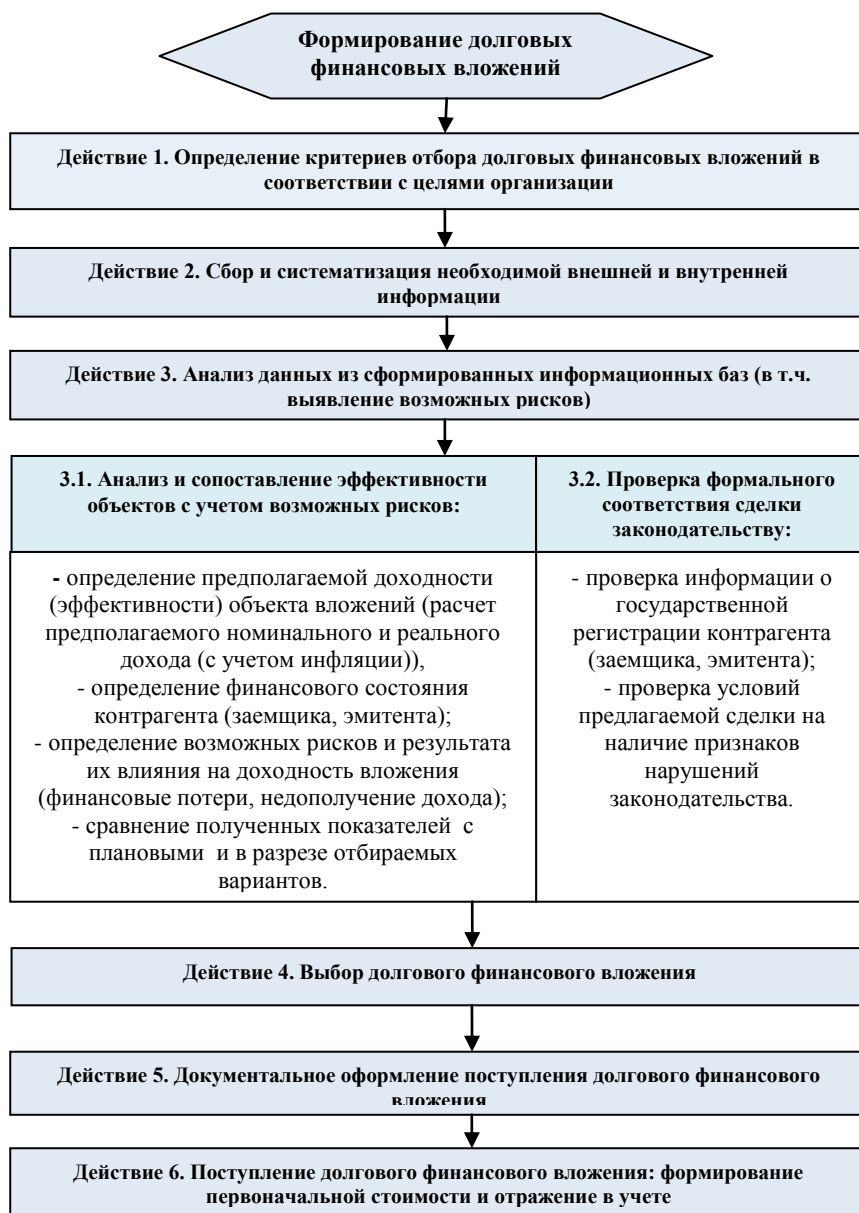 Формирование долговых
финансовых вложений
Действие 1. Определение критериев отбора долговых финансовых вложений в
соответствии с целями организации
Действие 2. Сбор и систематизация необходимой внешней и внутренней
информации
Действие 3. Анализ данных из сформированных информационных баз (в т.ч.
выявление возможных рисков)
3.1. Анализ и сопоставление эффективности
объектов с учетом возможных рисков:
- определение предполагаемой доходности
(эффективности) объекта вложений (расчет
предполагаемого номинального и реального
дохода (с учетом инфляции)),
- определение финансового состояния
контрагента (заемщика, эмитента);
- определение возможных рисков и результата
их влияния на доходность вложения
(финансовые потери, недополучение дохода);
- сравнение полученных показателей с
плановыми и в разрезе отбираемых
вариантов.
3.2. Проверка формального
соответствия сделки
законодательству:
- проверка информации о
государственной
регистрации контрагента
(заемщика, эмитента);
- проверка условий
предлагаемой сделки на
наличие признаков
нарушений
законодательства.
Действие 4. Выбор долгового финансового вложения
Действие 5. Документальное оформление поступления долгового финансового
вложения
Действие 6. Поступление долгового финансового вложения: формирование
первоначальной стоимости и отражение в учете